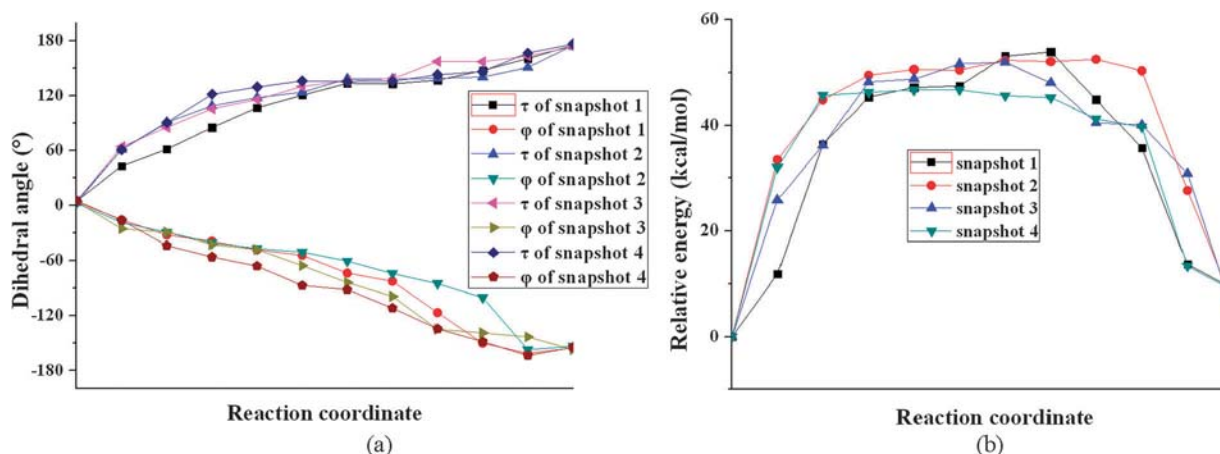 180
120
60
0
-60
-120
-180
Dihedral angle (°)
Reaction coordinate
τ of snapshot 1
φ of snapshot 1
τ of snapshot 2
φ of snapshot 2
τ of snapshot 3
φ of snapshot 3
τ of snapshot 4
φ of snapshot 4
(a)
60
40
20
0
Relative energy (kcal/mol)
Reaction coordinate
snapshot 1
snapshot 2
snapshot 3
snapshot 4
(b)